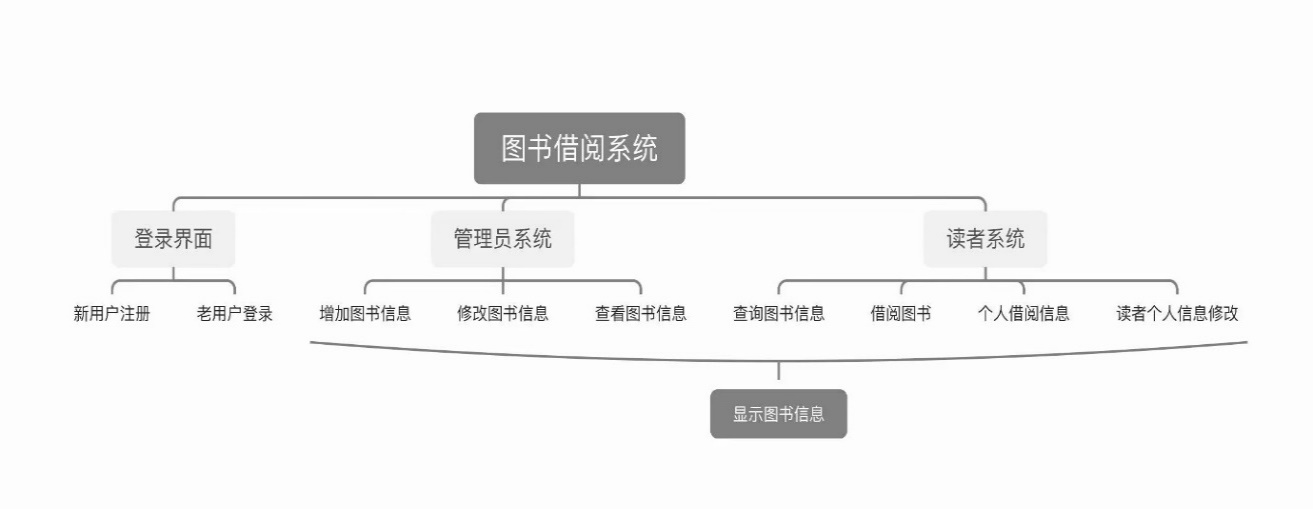 图书借阅系统
登录界面
管理员系统
读者系统
新用户注册
老用户登录
增加图书信息
修改图书信息
查看图书信息
查询图书信息
借阅图书
个人借阅信息
读者个人信息修改
显示图书信息